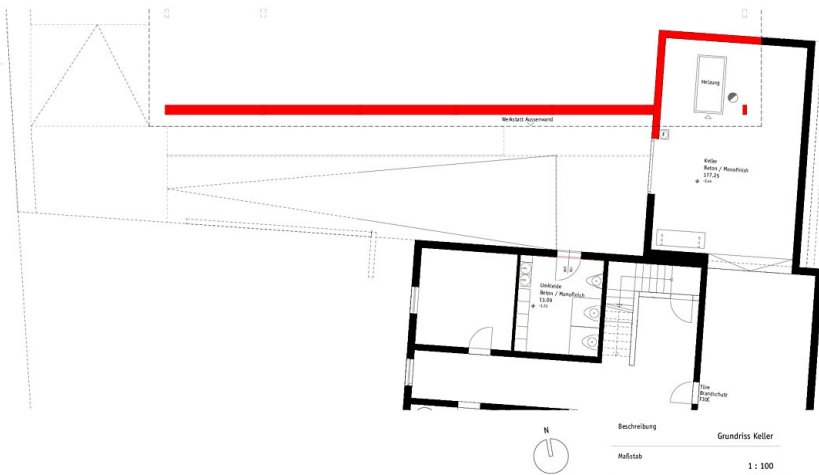 Heizung
Werkstatt Aussenwand
Keller
Beton / Monofinish
177.25
Umkleide
Beton / Monofinish
13.09
Türe
Brandschutz
T30C
N
Beschreibung
Grundriss Keller
Maßstab
1 : 100